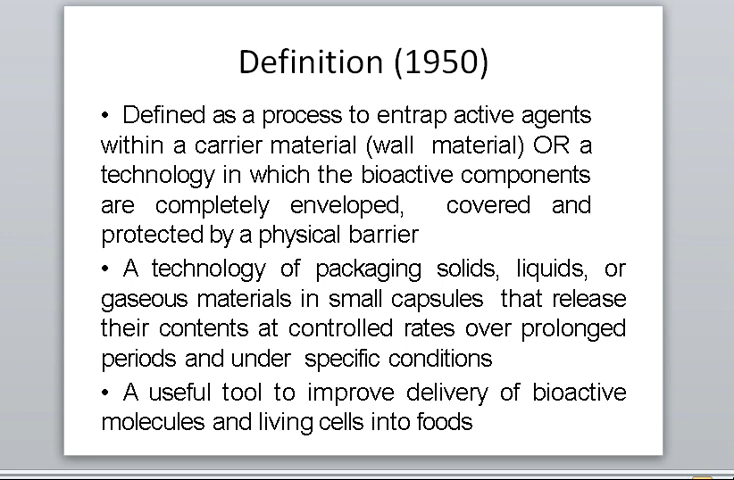 Definition (1950)
• Defined as a process to entrap active agents
within a carrier material (wall material) OR a
technology in which the bioactive components
are completely enveloped, covered and
protected by a physical barrier
• A technology of packaging solids, liquids, or
gaseous materials in small capsules that release
their contents at controlled rates over prolonged
periods and under specific conditions
• A useful tool to improve delivery of bioactive
molecules and living cells into foods